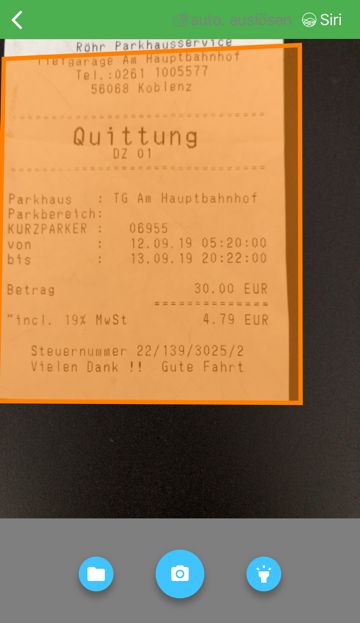 auto. auslösen Siri
Röhr Parkhausservice
Tiefgarage Am Hauptbahnhof
Tel.:0261 1005577
56068 Koblenz
Quittung
DZ 01
Parkhaus : TG Am Hauptbahnhof
Parkbereich:
KURZPARKER : 06955
von : 12.09.19 05:20:00
bis : 13.09.19 20:22:00
Betrag 30.00 EUR
==============
"incl. 19% MwSt 4.79 EUR
Steuernummer 22/139/3025/2
Vielen Dank !! Gute Fahrt